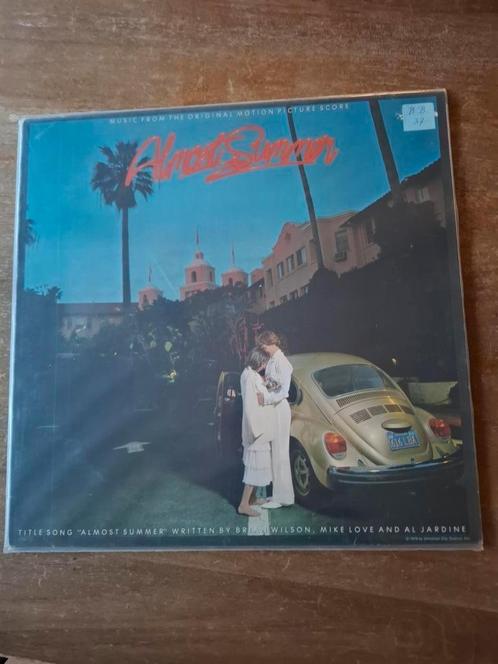 MUSIC FROM THE ORIGINAL MOTION PICTURE SCORE
Almost Summer
B.B.
TITLE SONG "ALMOST SUMMER" WRITTEN BY BRIAN WILSON, MIKE LOVE AND AL JARDINE